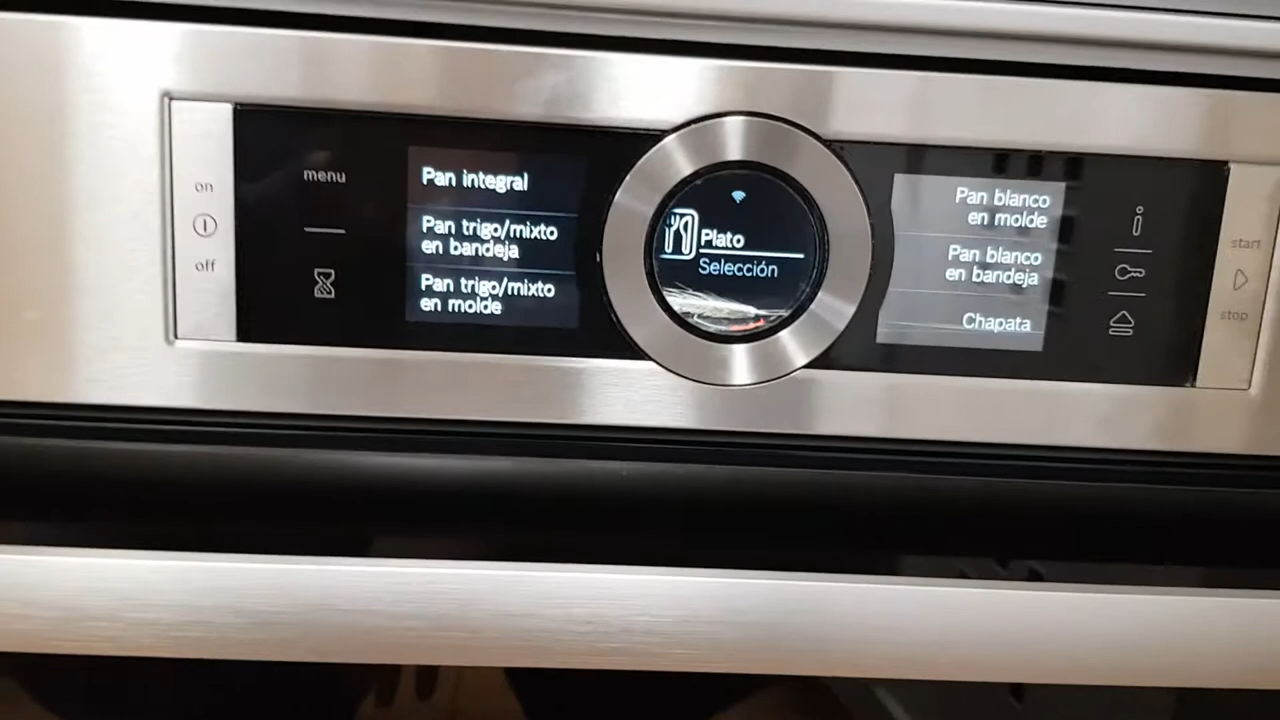 on
off
menu
Pan integral
Pan trigo/mixto
en bandeja
Pan trigo/mixto
en molde
Plato
Selección
Pan blanco
en molde
Pan blanco
en bandeja
Chapata
i
start
stop